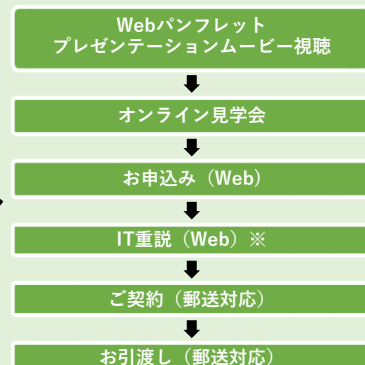 Webパンフレット
プレゼンテーションムービー視聴
オンライン見学会
お申込み（Web）
IT重説（Web）※
ご契約（郵送対応）
お引渡し（郵送対応）